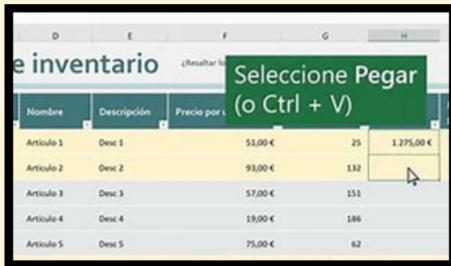 D E F G H
e inventario ¿Resaltar lo
Seleccione Pegar
(o Ctrl + V)
Nombre Descripción Precio por u
Artículo 1 Desc 1 51,00 € 25 1.275,00 €
Artículo 2 Desc 2 93,00 € 132
Artículo 3 Desc 3 57,00 € 151
Artículo 4 Desc 4 19,00 € 186
Artículo 5 Desc 5 75,00 € 62